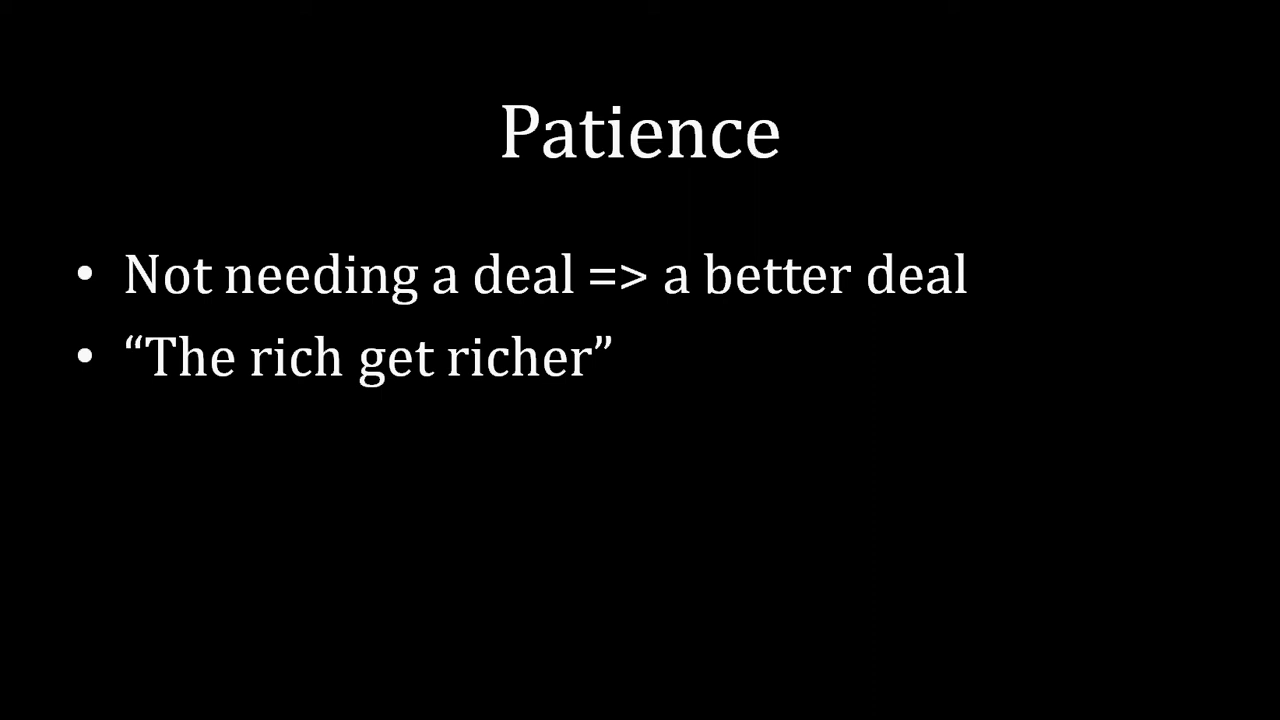 Patience
• Not needing a deal => a better deal
• “The rich get richer”